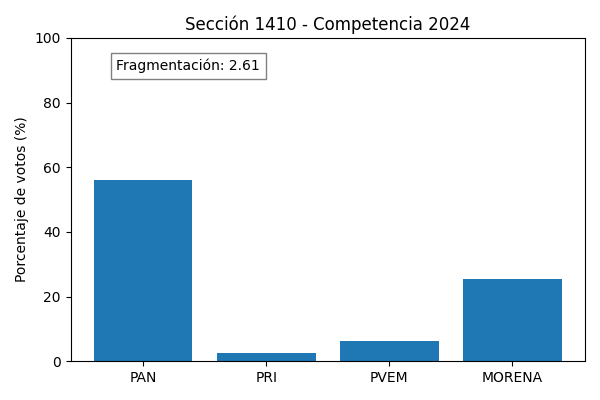 Sección 1410 - Competencia 2024
Fragmentación: 2.61
Porcentaje de votos (%)
100
80
60
40
20
0
PAN PRI PVEM MORENA